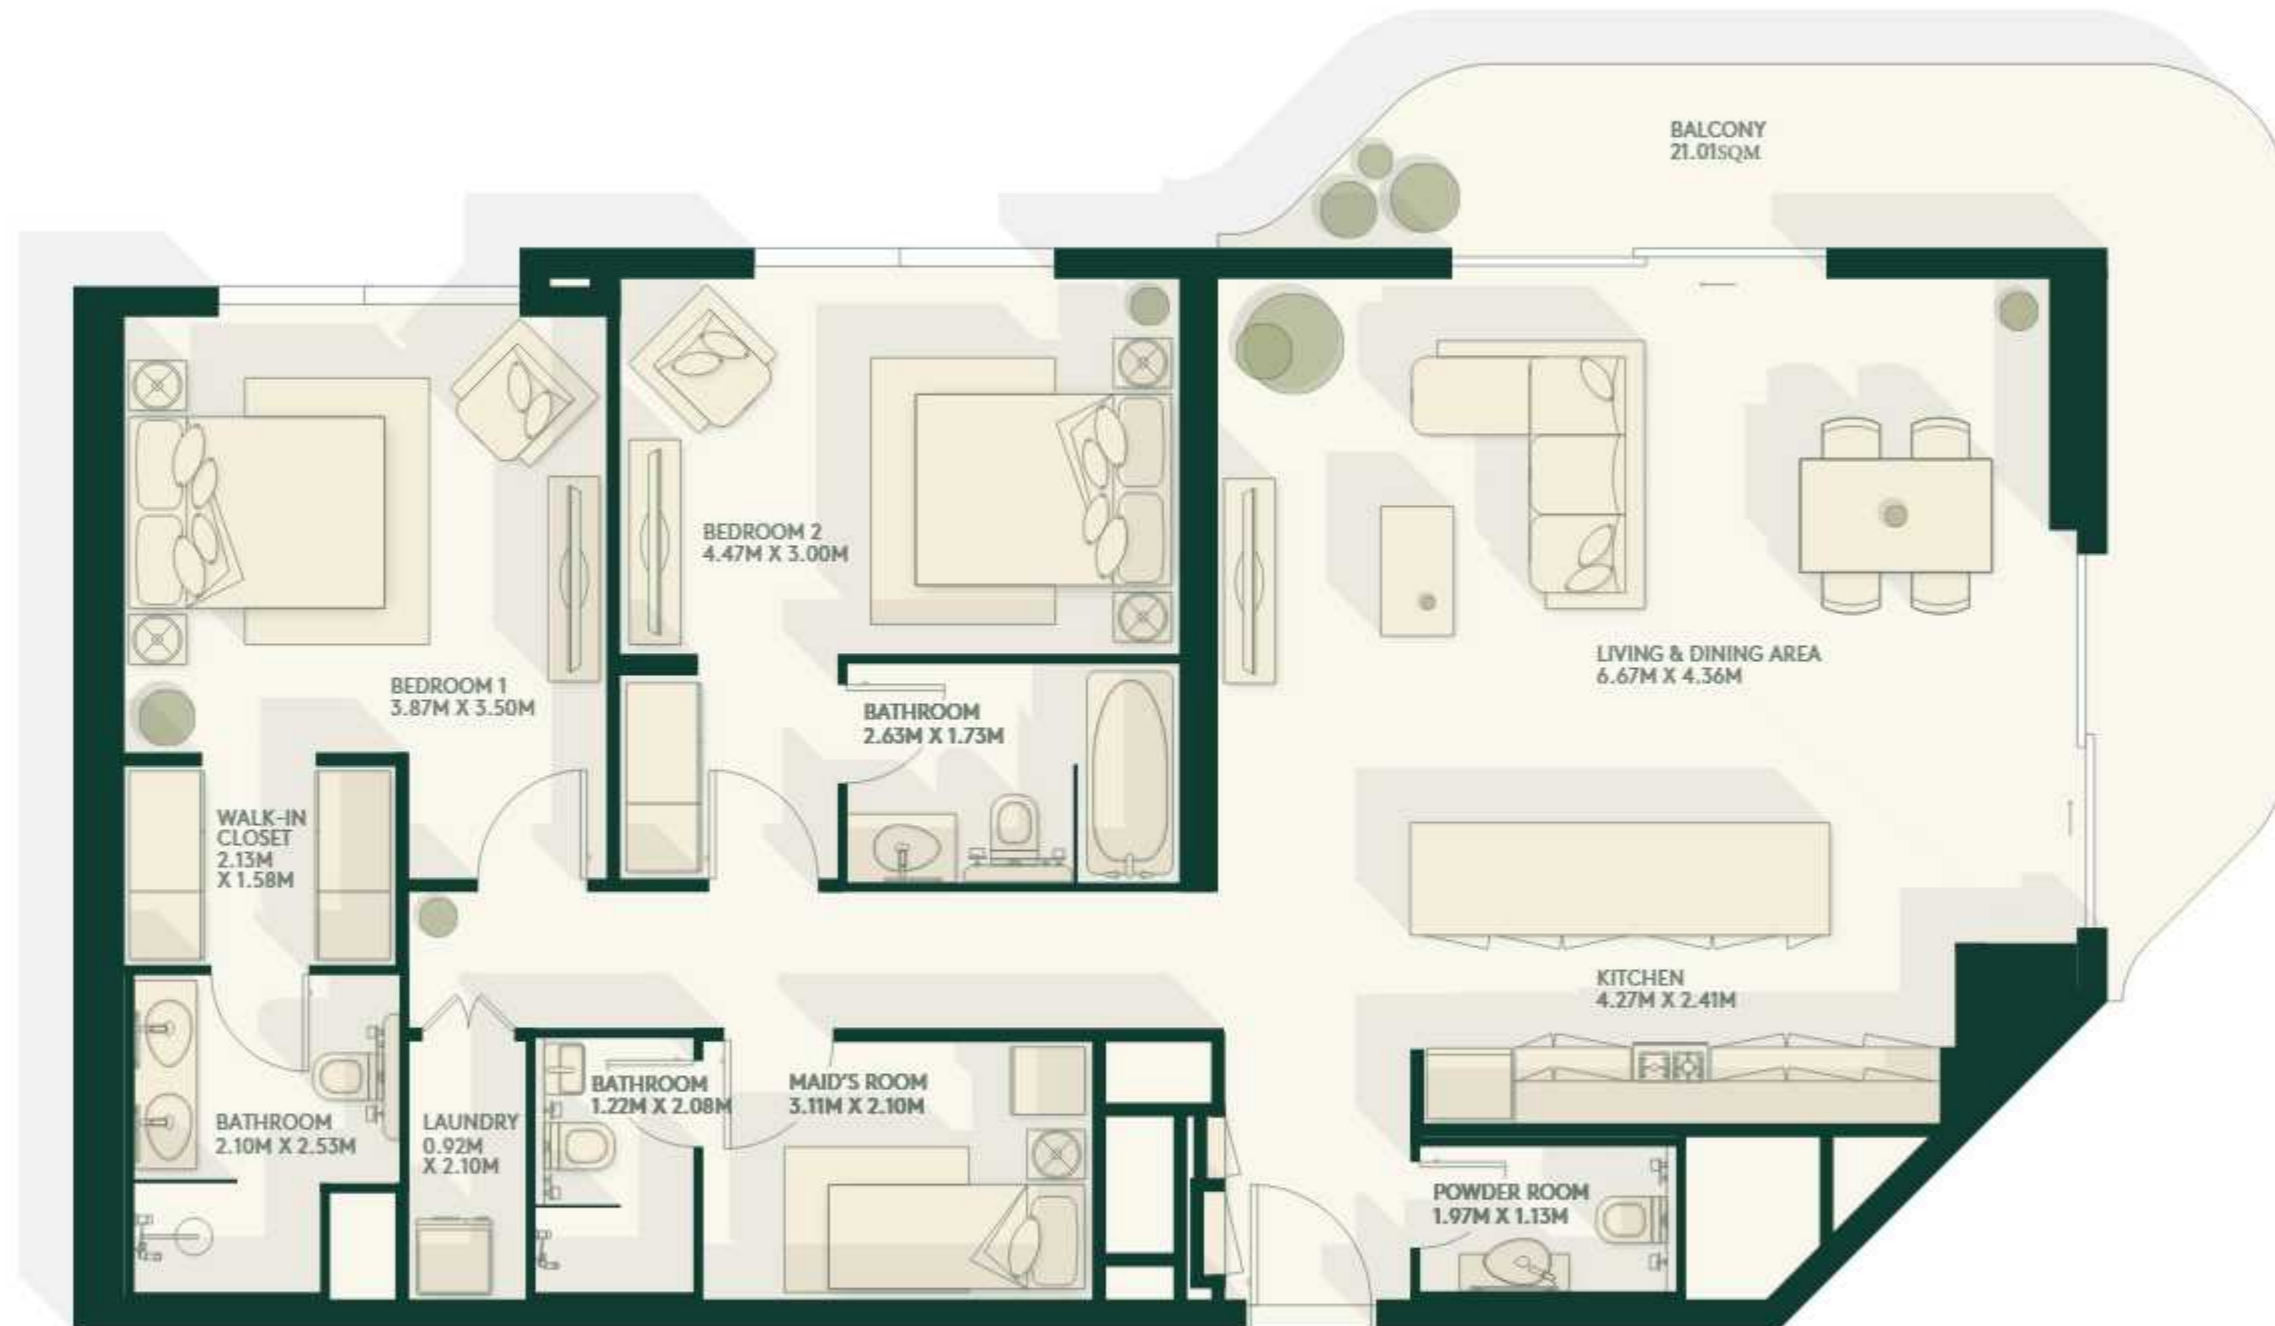 BALCONY
21.01SQM
BEDROOM 2
4.47M X 3.00M
LIVING & DINING AREA
6.67M X 4.36M
BEDROOM 1
3.87M X 3.50M
BATHROOM
2.63M X 1.73M
WALK-IN
CLOSET
2.13M
X 1.58M
KITCHEN
4.27M X 2.41M
BATHROOM
2.10M X 2.53M
LAUNDRY
0.92M
X 2.10M
BATHROOM
1.22M X 2.08M
MAID'S ROOM
3.11M X 2.10M
POWDER ROOM
1.97M X 1.13M